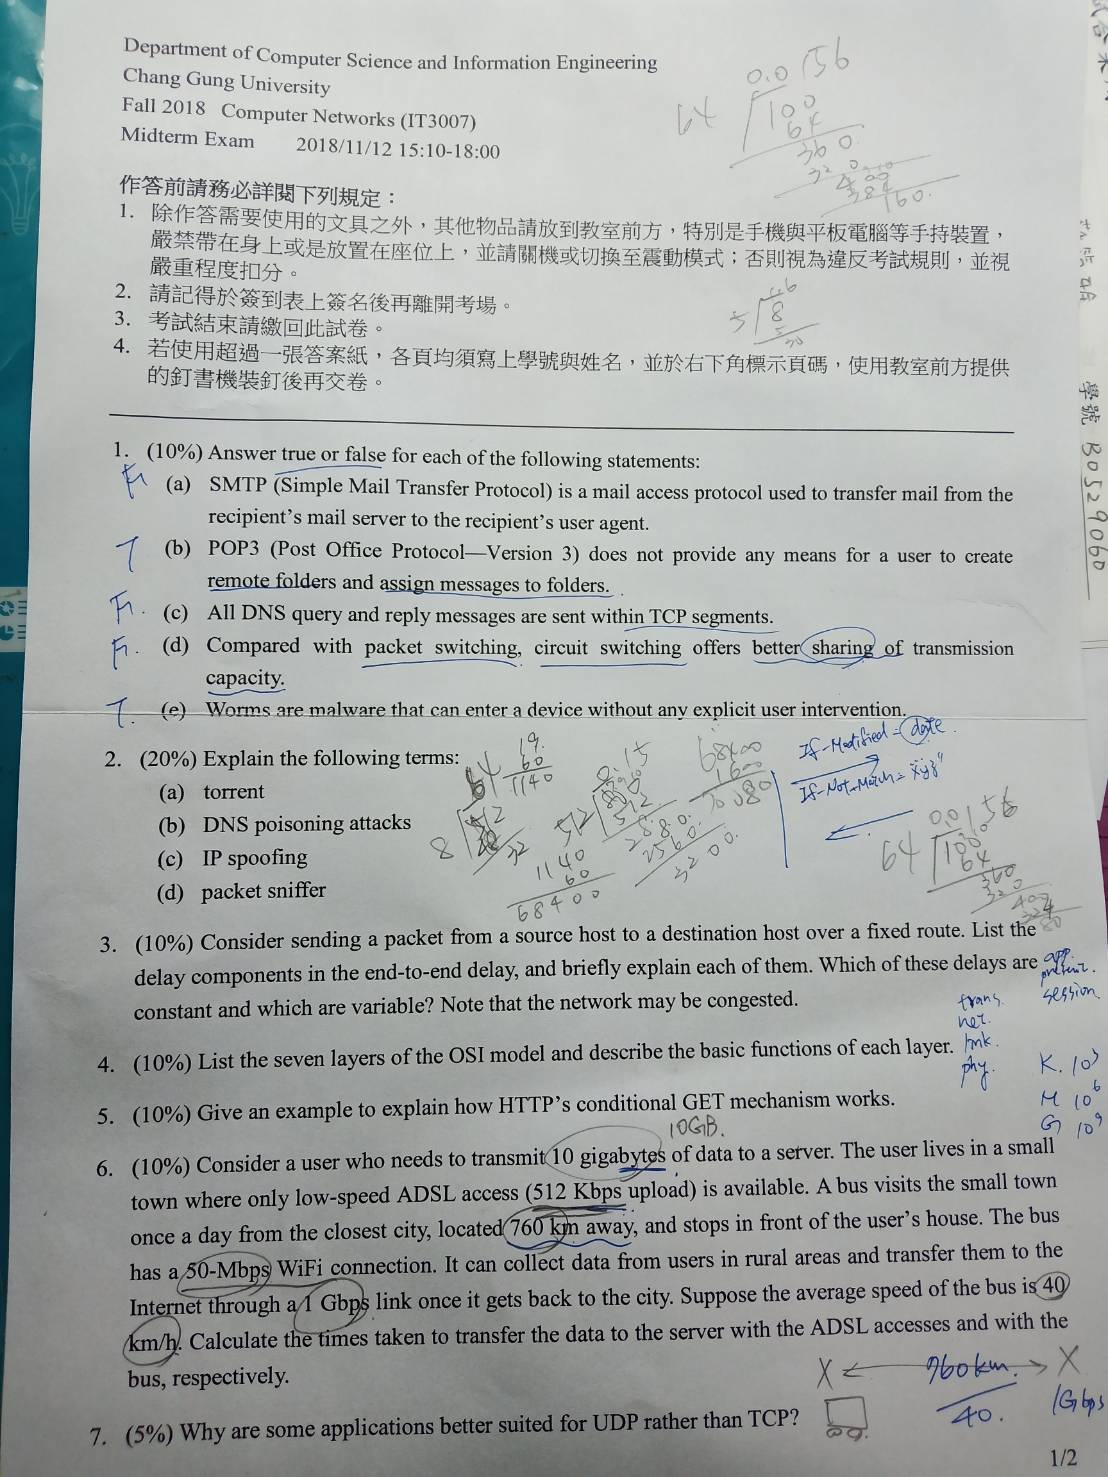 Department of Computer Science and Information Engineering
Chang Gung University
Fall 2018 Computer Networks (IT3007)
Midterm Exam 2018/11/12 15:10-18:00
作答前請務必詳閱下列規定：
1. 除作答需要使用的文具之外，其他物品請放到教室前方，特別是手機與平板電腦等手持裝置，
嚴禁帶在身上或是放置在座位上，並請關機或切換至震動模式；否則視為違反考試規則，並視
嚴重程度扣分。
2. 請記得於簽到表上簽名後再離開考場。
3. 考試結束請繳回此試卷。
4. 若使用超過一張答案紙，各頁均須寫上學號與姓名，並於右下角標示頁碼，使用教室前方提供
的釘書機裝釘後再交卷。
學號 B0529060
1. (10%) Answer true or false for each of the following statements:
F (a) SMTP (Simple Mail Transfer Protocol) is a mail access protocol used to transfer mail from the
recipient's mail server to the recipient's user agent.
T (b) POP3 (Post Office Protocol—Version 3) does not provide any means for a user to create
remote folders and assign messages to folders.
F. (c) All DNS query and reply messages are sent within TCP segments.
F. (d) Compared with packet switching, circuit switching offers better sharing of transmission
capacity.
T. (e) Worms are malware that can enter a device without any explicit user intervention.
2. (20%) Explain the following terms:
(a) torrent
(b) DNS poisoning attacks
(c) IP spoofing
(d) packet sniffer
If-Modified = date
If-Not-Match = "xyz"
19.
60
1140
1140
60
68400
3. (10%) Consider sending a packet from a source host to a destination host over a fixed route. List the
delay components in the end-to-end delay, and briefly explain each of them. Which of these delays are
constant and which are variable? Note that the network may be congested.
app.
session
trans.
net.
link.
phy.
4. (10%) List the seven layers of the OSI model and describe the basic functions of each layer.
K. 10³
M 10⁶
G 10⁹
5. (10%) Give an example to explain how HTTP's conditional GET mechanism works.
10GB.
6. (10%) Consider a user who needs to transmit 10 gigabytes of data to a server. The user lives in a small
town where only low-speed ADSL access (512 Kbps upload) is available. A bus visits the small town
once a day from the closest city, located 760 km away, and stops in front of the user's house. The bus
has a 50-Mbps WiFi connection. It can collect data from users in rural areas and transfer them to the
Internet through a 1 Gbps link once it gets back to the city. Suppose the average speed of the bus is 40
km/h. Calculate the times taken to transfer the data to the server with the ADSL accesses and with the
bus, respectively.
X 760km. X
40. 1Gbps
7. (5%) Why are some applications better suited for UDP rather than TCP?
1/2